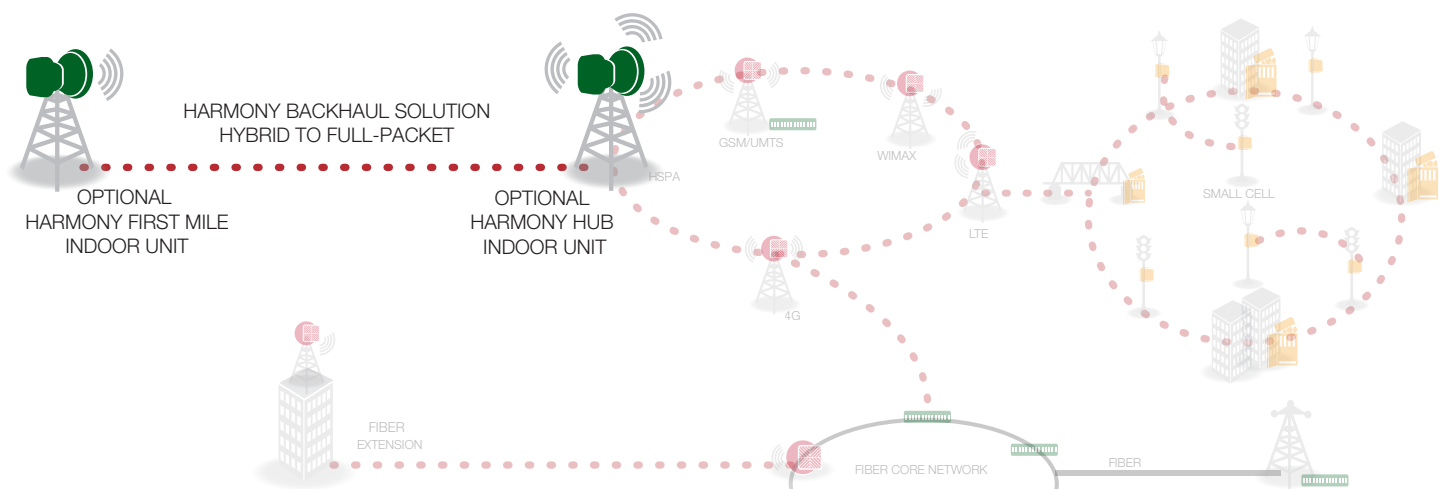 HARMONY BACKHAUL SOLUTION
HYBRID TO FULL-PACKET
OPTIONAL
HARMONY FIRST MILE
INDOOR UNIT
OPTIONAL
HARMONY HUB
INDOOR UNIT
HSPA
GSM/UMTS
WIMAX
LTE
4G
SMALL CELL
FIBER
EXTENSION
FIBER CORE NETWORK
FIBER